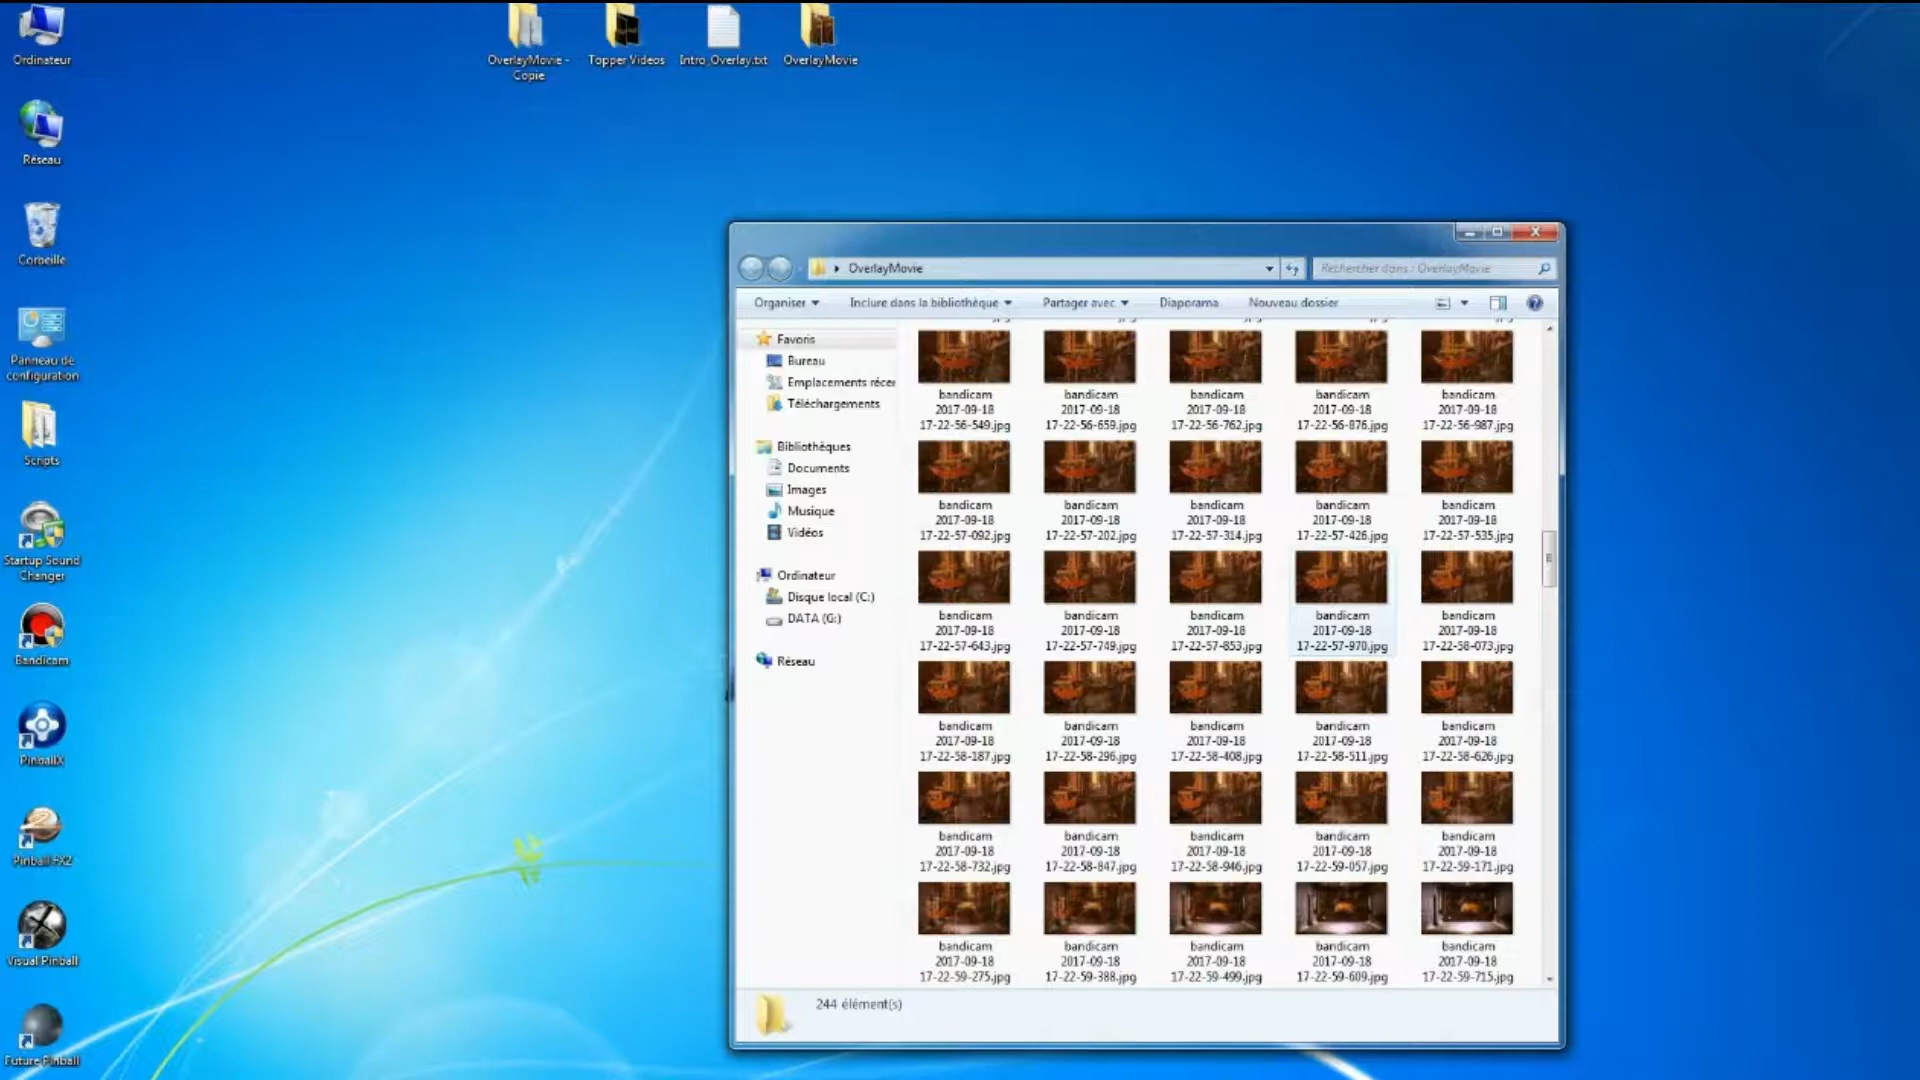 Ordinateur
Réseau
Corbeille
Panneau de
configuration
Scripts
Startup Sound
Changer
Bandicam
PinballX
Pinball FX2
Visual Pinball
Future Pinball
OverlayMovie -
Copie
Topper Videos
Intro_Overlay.txt
OverlayMovie
OverlayMovie
Rechercher dans : OverlayMovie
Organiser
Inclure dans la bibliothèque
Partager avec
Diaporama
Nouveau dossier
Favoris
Bureau
Emplacements récen
Téléchargements
Bibliothèques
Documents
Images
Musique
Vidéos
Ordinateur
Disque local (C:)
DATA (G:)
Réseau
bandicam
2017-09-18
17-22-56-549.jpg
bandicam
2017-09-18
17-22-56-659.jpg
bandicam
2017-09-18
17-22-56-762.jpg
bandicam
2017-09-18
17-22-56-876.jpg
bandicam
2017-09-18
17-22-56-987.jpg
bandicam
2017-09-18
17-22-57-092.jpg
bandicam
2017-09-18
17-22-57-202.jpg
bandicam
2017-09-18
17-22-57-314.jpg
bandicam
2017-09-18
17-22-57-426.jpg
bandicam
2017-09-18
17-22-57-535.jpg
bandicam
2017-09-18
17-22-57-643.jpg
bandicam
2017-09-18
17-22-57-749.jpg
bandicam
2017-09-18
17-22-57-853.jpg
bandicam
2017-09-18
17-22-57-970.jpg
bandicam
2017-09-18
17-22-58-073.jpg
bandicam
2017-09-18
17-22-58-187.jpg
bandicam
2017-09-18
17-22-58-296.jpg
bandicam
2017-09-18
17-22-58-408.jpg
bandicam
2017-09-18
17-22-58-511.jpg
bandicam
2017-09-18
17-22-58-626.jpg
bandicam
2017-09-18
17-22-58-732.jpg
bandicam
2017-09-18
17-22-58-847.jpg
bandicam
2017-09-18
17-22-58-946.jpg
bandicam
2017-09-18
17-22-59-057.jpg
bandicam
2017-09-18
17-22-59-171.jpg
bandicam
2017-09-18
17-22-59-275.jpg
bandicam
2017-09-18
17-22-59-388.jpg
bandicam
2017-09-18
17-22-59-499.jpg
bandicam
2017-09-18
17-22-59-609.jpg
bandicam
2017-09-18
17-22-59-715.jpg
244 élément(s)